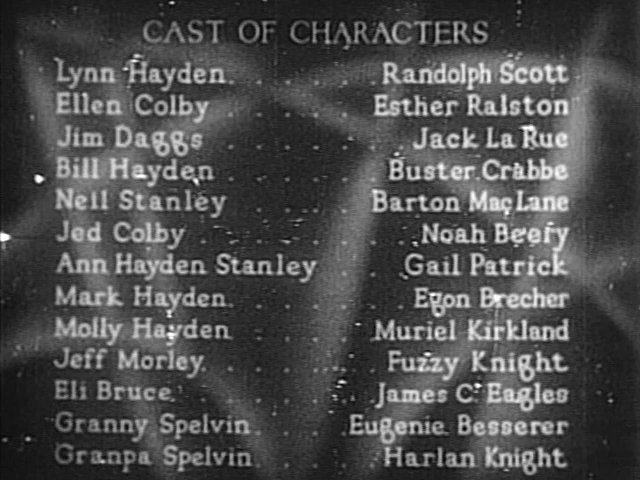 CAST OF CHARACTERS
Lynn Hayden . . . . . Randolph Scott
Ellen Colby . . . . . Esther Ralston
Jim Daggs . . . . . Jack La Rue
Bill Hayden . . . . . Buster Crabbe
Neil Stanley . . . . . Barton MacLane
Jed Colby . . . . . Noah Beery
Ann Hayden Stanley . . . . Gail Patrick
Mark Hayden . . . . . Egon Brecher
Molly Hayden . . . . . Muriel Kirkland
Jeff Morley . . . . . Fuzzy Knight
Eli Bruce . . . . . James C. Eagles
Granny Spelvin . . . . Eugenie Besserer
Granpa Spelvin . . . . Harlan Knight